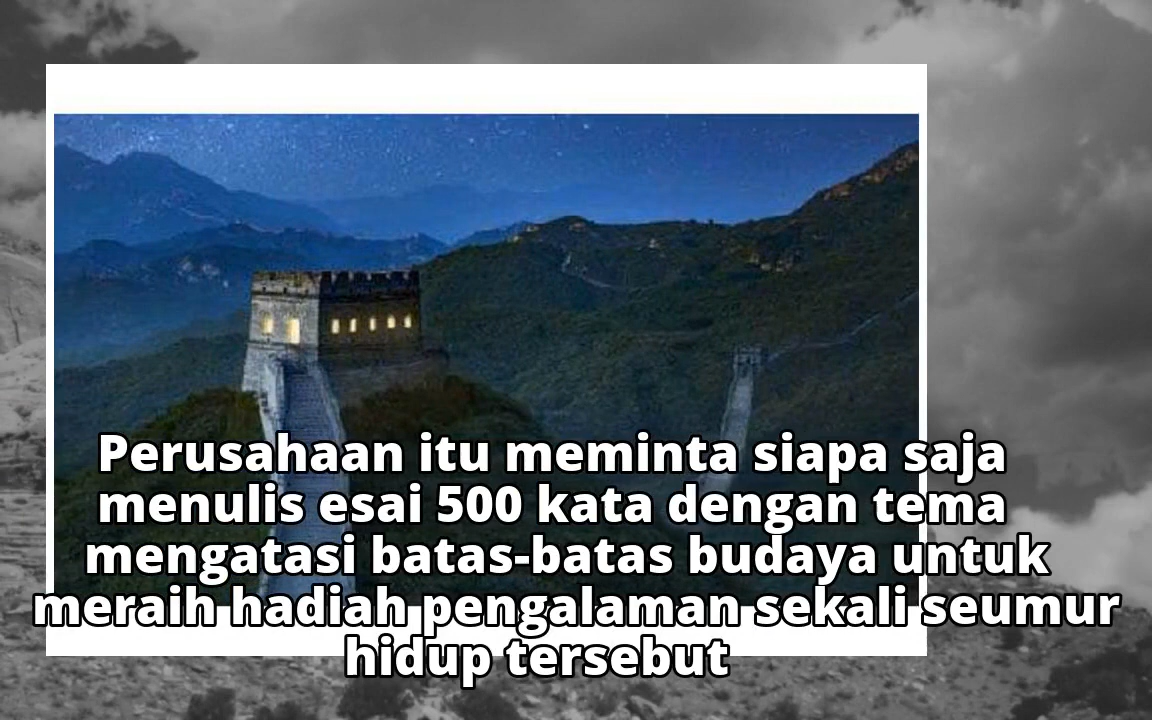 Perusahaan itu meminta siapa saja
menulis esai 500 kata dengan tema
mengatasi batas-batas budaya untuk
meraih hadiah pengalaman sekali seumur
hidup tersebut